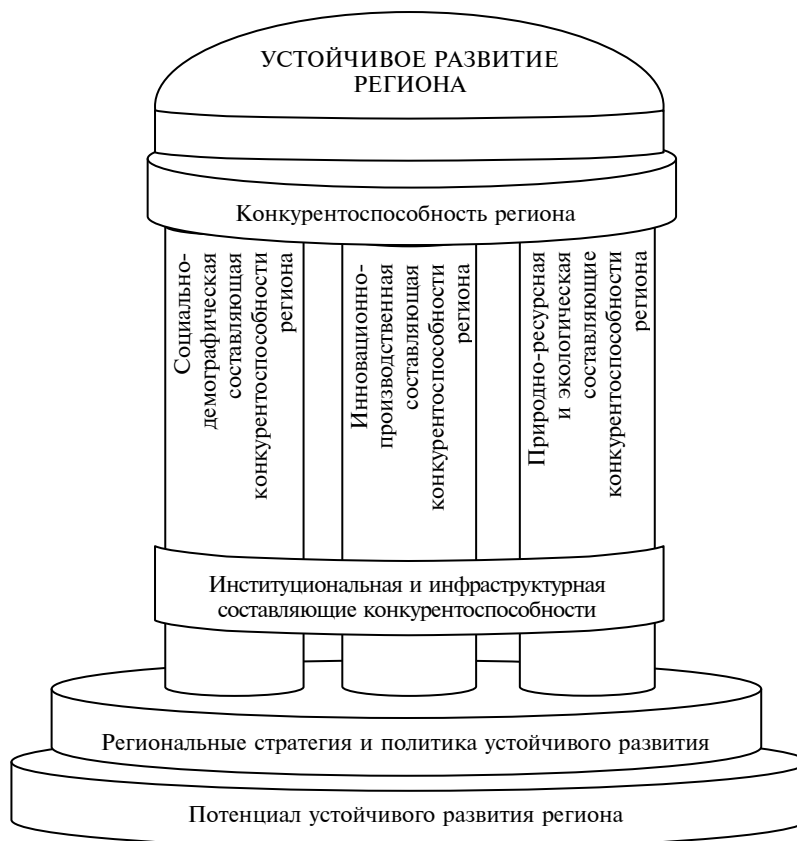 УСТОЙЧИВОЕ РАЗВИТИЕ
РЕГИОНА
Конкурентоспособность региона
Социально-
демографическая
составляющая
конкурентоспособности
региона
Инновационно-
производственная
составляющая
конкурентоспособности
региона
Природно-ресурсная
и экологическая
составляющие
конкурентоспособности
региона
Институциональная и инфраструктурная
составляющие конкурентоспособности
Региональные стратегия и политика устойчивого развития
Потенциал устойчивого развития региона